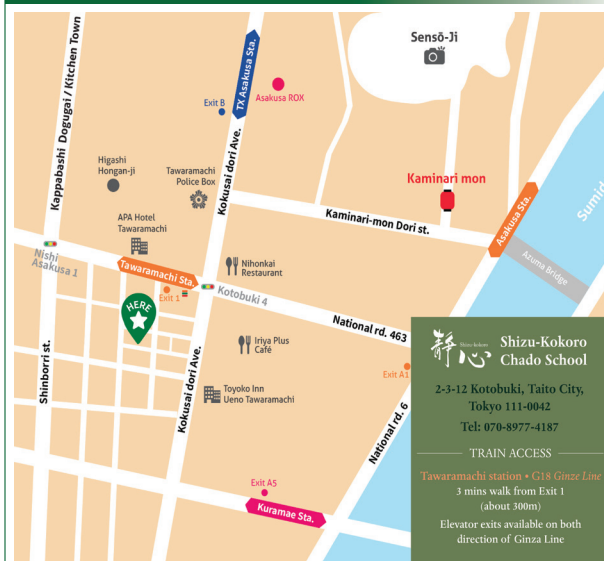 Kappabashi Dogugai / Kitchen Town
TX Asakusa Sta.
Sensō-Ji
Exit B
Asakusa ROX
Kokusai dori Ave.
Higashi
Hongan-ji
Tawaramachi
Police Box
Kaminari mon
APA Hotel
Tawaramachi
Kaminari-mon Dori st.
Asakusa Sta.
Sumid
Azuma Bridge
Nishi
Asakusa 1
Tawaramachi Sta.
Exit 1
Nihonkai
Restaurant
Kotobuki 4
HERE
National rd. 463
Iriya Plus
Café
Exit A1
Shinborri st.
Kokusai dori Ave.
Toyoko Inn
Ueno Tawaramachi
National rd. 6
Exit A5
Kuramae Sta.
静心
Shizu-kokoro
Shizu-Kokoro
Chado School
2-3-12 Kotobuki, Taito City,
Tokyo 111-0042
Tel: 070-8977-4187
TRAIN ACCESS
Tawaramachi station • G18 Ginze Line
3 mins walk from Exit 1
(about 300m)
Elevator exits available on both
direction of Ginza Line